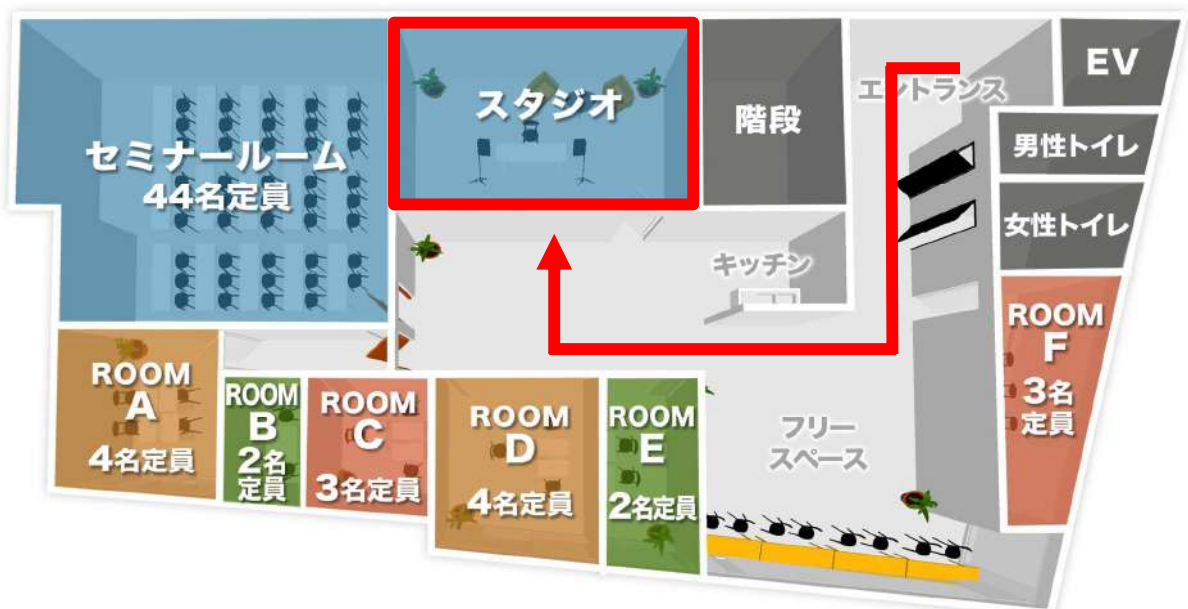 セミナールーム
44名定員
スタジオ
階段
エントランス
EV
男性トイレ
女性トイレ
キッチン
ROOM
F
3名
定員
ROOM
A
4名定員
ROOM
B
2名
定員
ROOM
C
3名定員
ROOM
D
4名定員
ROOM
E
2名定員
フリー
スペース